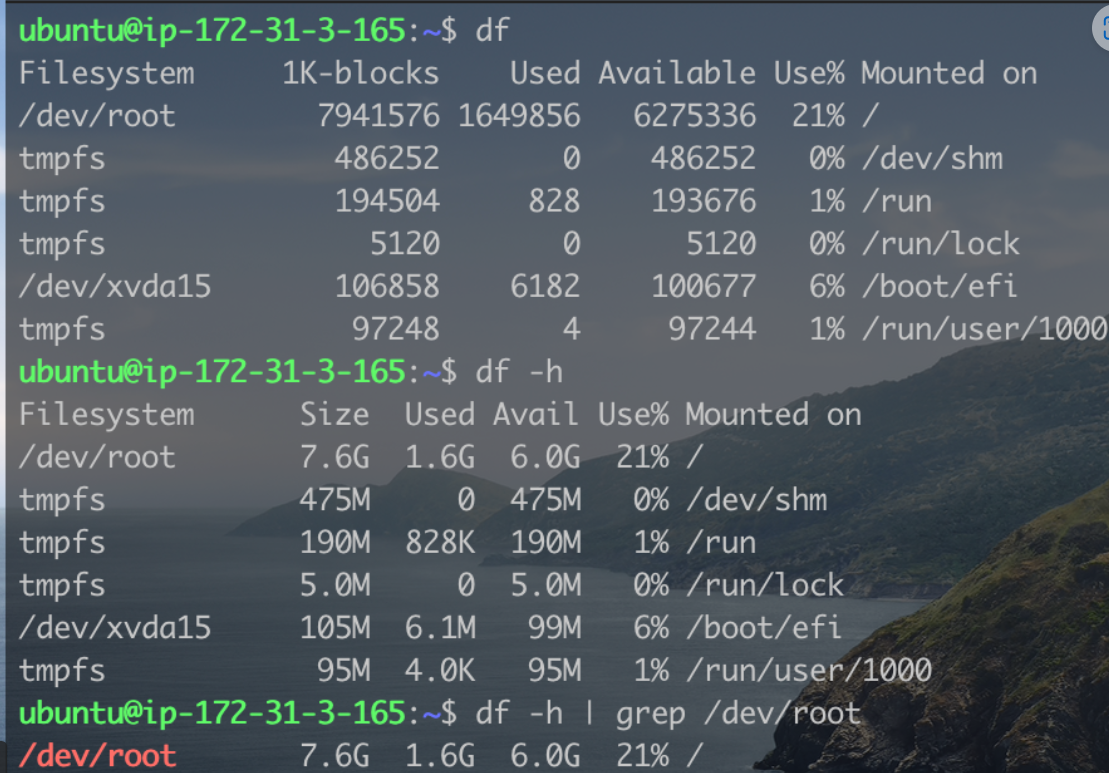 ubuntu@ip-172-31-3-165:~$ df
Filesystem     1K-blocks    Used Available Use% Mounted on
/dev/root        7941576 1649856   6275336  21% /
tmpfs             486252       0    486252   0% /dev/shm
tmpfs             194504     828    193676   1% /run
tmpfs               5120       0      5120   0% /run/lock
/dev/xvda15       106858    6182    100677   6% /boot/efi
tmpfs              97248       4     97244   1% /run/user/1000
ubuntu@ip-172-31-3-165:~$ df -h
Filesystem      Size  Used Avail Use% Mounted on
/dev/root       7.6G  1.6G  6.0G  21% /
tmpfs           475M     0  475M   0% /dev/shm
tmpfs           190M  828K  190M   1% /run
tmpfs           5.0M     0  5.0M   0% /run/lock
/dev/xvda15     105M  6.1M   99M   6% /boot/efi
tmpfs            95M  4.0K   95M   1% /run/user/1000
ubuntu@ip-172-31-3-165:~$ df -h | grep /dev/root
/dev/root       7.6G  1.6G  6.0G  21% /